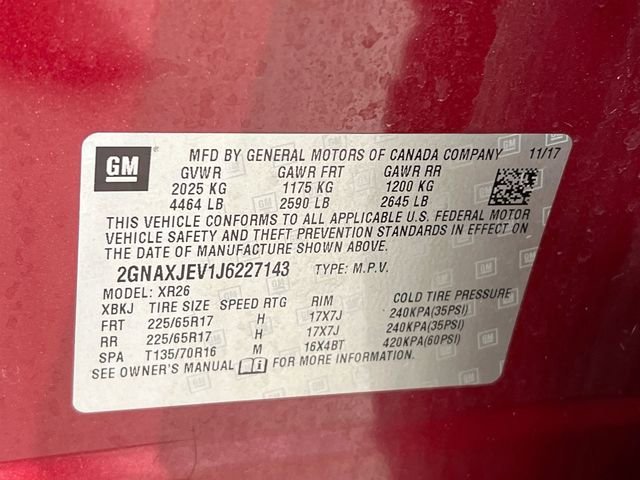 GM
MFD BY GENERAL MOTORS OF CANADA COMPANY 11/17
GVWR GAWR FRT GAWR RR
2025 KG 1175 KG 1200 KG
4464 LB 2590 LB 2645 LB
THIS VEHICLE CONFORMS TO ALL APPLICABLE U.S. FEDERAL MOTOR
VEHICLE SAFETY AND THEFT PREVENTION STANDARDS IN EFFECT ON
THE DATE OF MANUFACTURE SHOWN ABOVE.
2GNAXJEV1J6227143 TYPE: M.P.V.
MODEL: XR26
XBKJ TIRE SIZE SPEED RTG RIM COLD TIRE PRESSURE
FRT 225/65R17 H 17X7J 240KPA(35PSI)
RR 225/65R17 H 17X7J 240KPA(35PSI)
SPA T135/70R16 M 16X4BT 420KPA(60PSI)
SEE OWNER'S MANUAL FOR MORE INFORMATION.